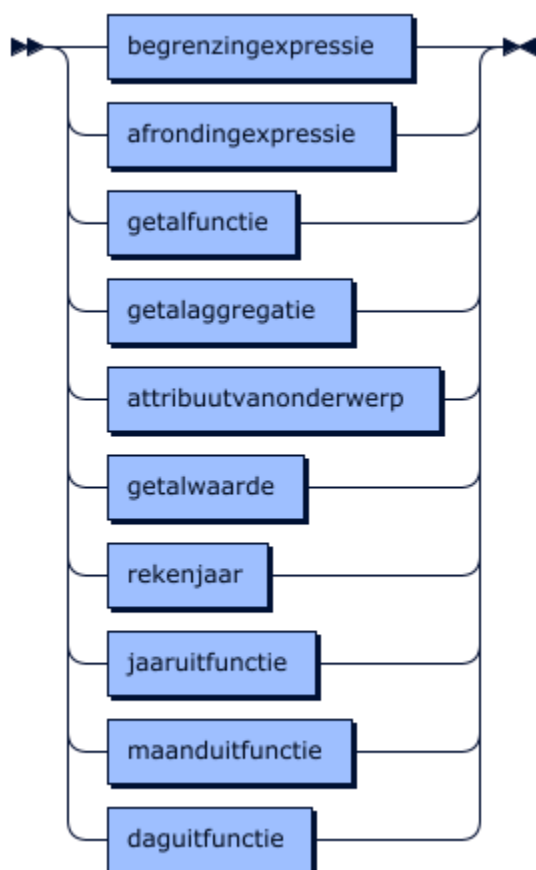 begrenzingexpressie
afrondingexpressie
getalfunctie
getalaggregatie
attribuutvanonderwerp
getalwaarde
rekenjaar
jaaruitfunctie
maanduitfunctie
daguitfunctie